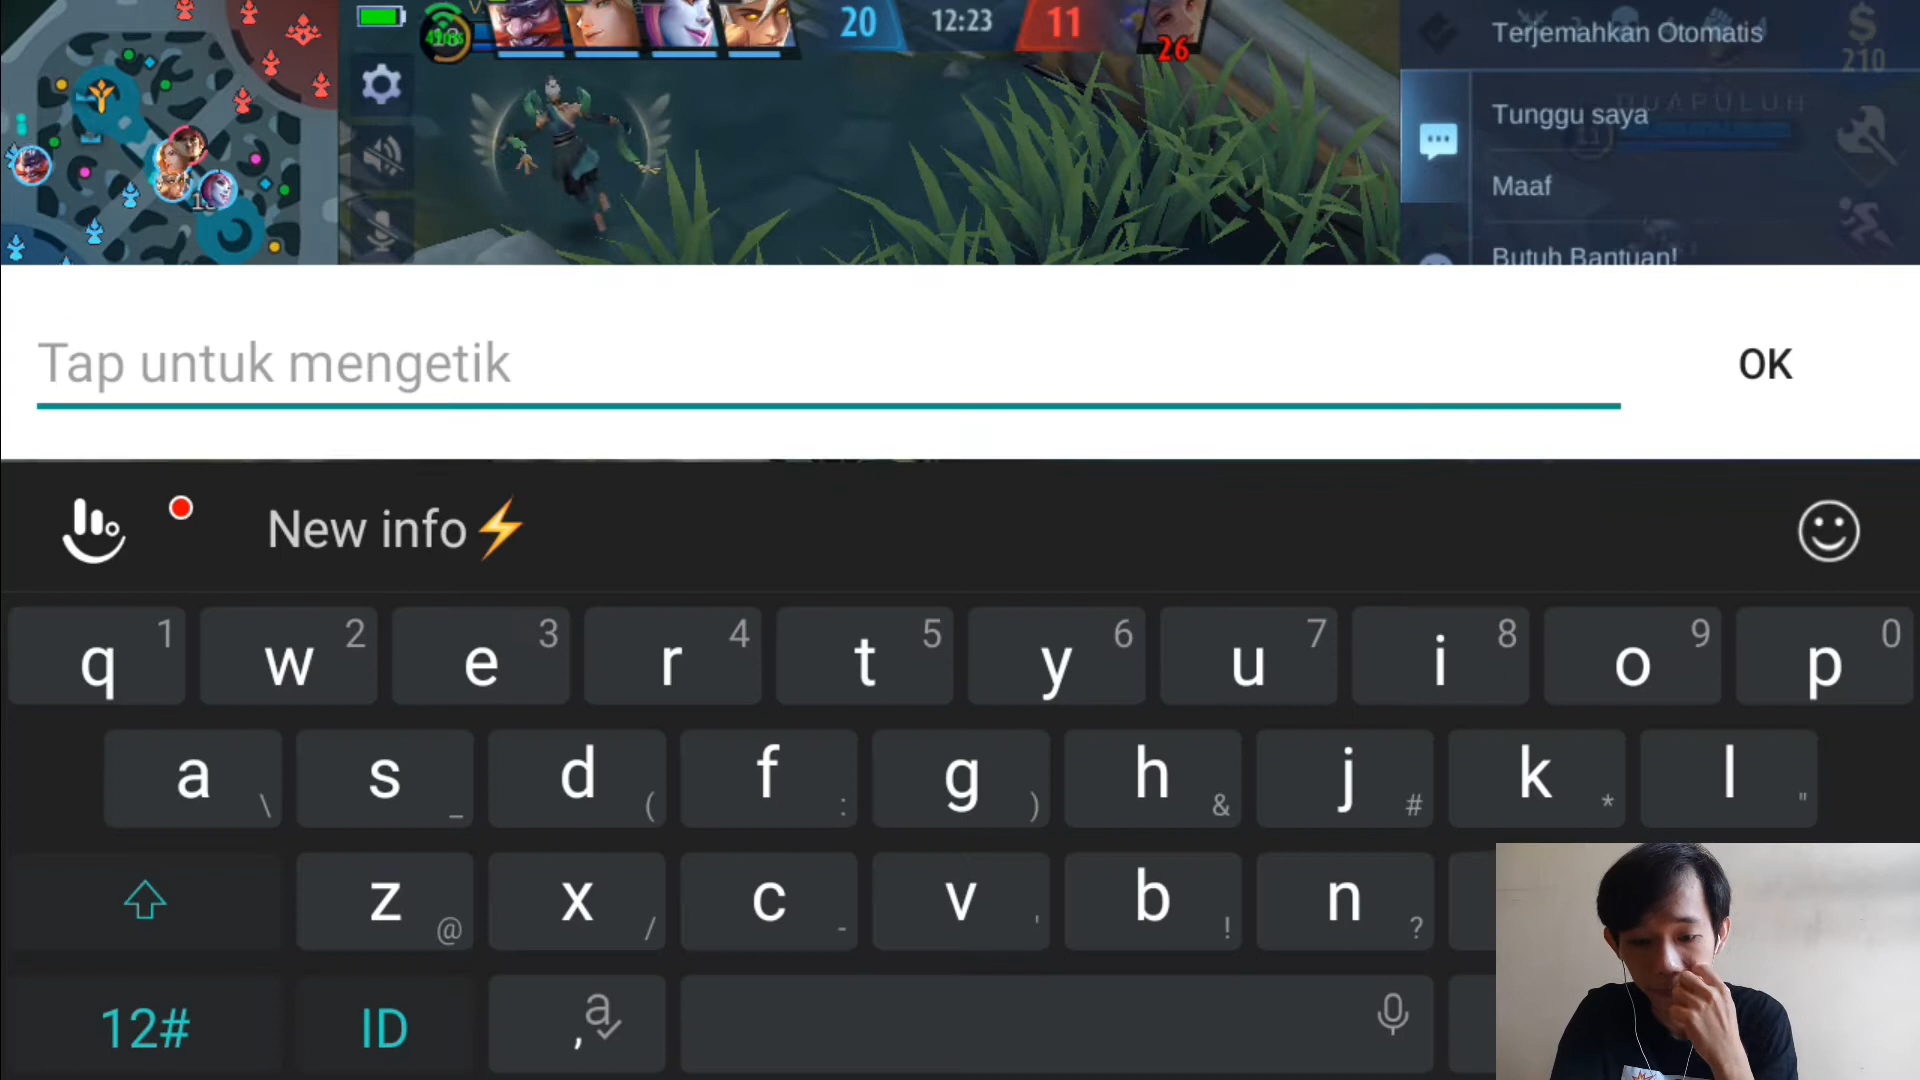 20 12:23 11
26
Terjemahkan Otomatis
210
Tunggu saya
Maaf
Butuh Bantuan!
Tap untuk mengetik
OK
New info⚡
q 1 w 2 e 3 r 4 t 5 y 6 u 7 i 8 o 9 p 0
a \ s _ d ( f : g ) h & j # k * l "
z @ x / c - v ' b ! n ?
12# ID , a